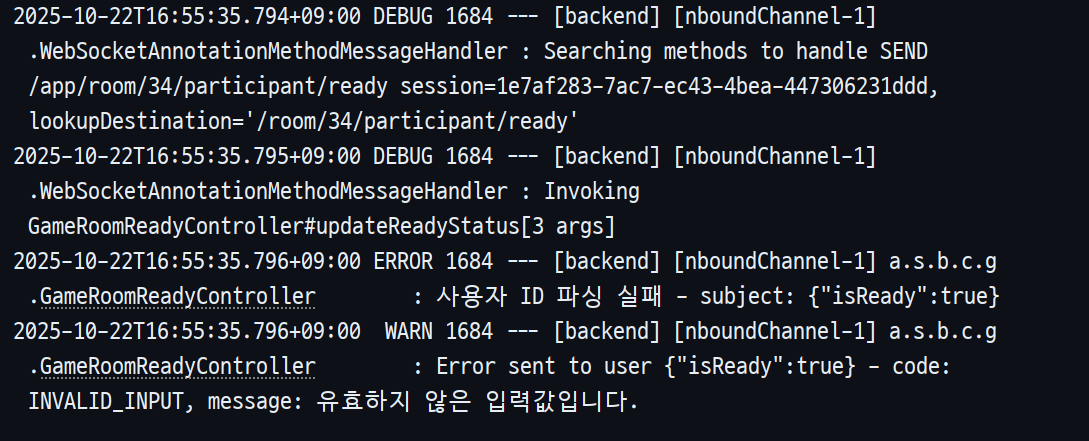 2025-10-22T16:55:35.794+09:00 DEBUG 1684 --- [backend] [nboundChannel-1]
.WebSocketAnnotationMethodMessageHandler : Searching methods to handle SEND
/app/room/34/participant/ready session=1e7af283-7ac7-ec43-4bea-447306231ddd,
lookupDestination='/room/34/participant/ready'
2025-10-22T16:55:35.795+09:00 DEBUG 1684 --- [backend] [nboundChannel-1]
.WebSocketAnnotationMethodMessageHandler : Invoking
GameRoomReadyController#updateReadyStatus[3 args]
2025-10-22T16:55:35.796+09:00 ERROR 1684 --- [backend] [nboundChannel-1] a.s.b.c.g
.GameRoomReadyController : 사용자 ID 파싱 실패 - subject: {"isReady":true}
2025-10-22T16:55:35.796+09:00 WARN 1684 --- [backend] [nboundChannel-1] a.s.b.c.g
.GameRoomReadyController : Error sent to user {"isReady":true} - code:
INVALID_INPUT, message: 유효하지 않은 입력값입니다.